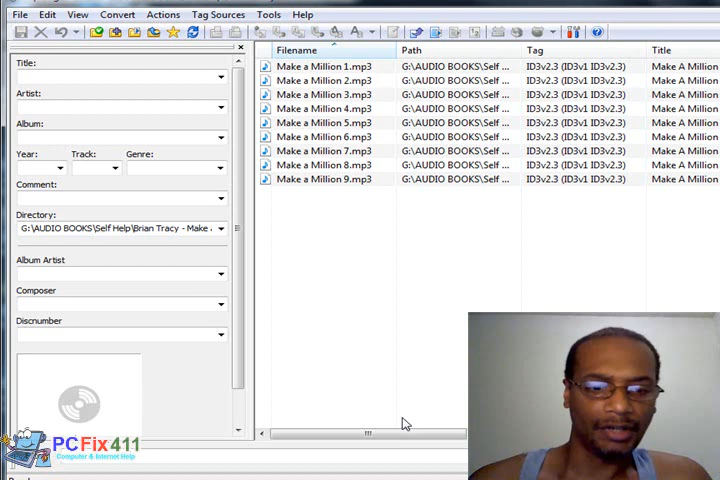 File Edit View Convert Actions Tag Sources Tools Help
Title:
Artist:
Album:
Year: Track: Genre:
Comment:
Directory:
G:\AUDIO BOOKS\Self Help\Brian Tracy - Make
Album Artist
Composer
Discnumber
Filename Path Tag Title
Make a Million 1.mp3 G:\AUDIO BOOKS\Self ... ID3v2.3 (ID3v1 ID3v2.3) Make A Million
Make a Million 2.mp3 G:\AUDIO BOOKS\Self ... ID3v2.3 (ID3v1 ID3v2.3) Make A Million
Make a Million 3.mp3 G:\AUDIO BOOKS\Self ... ID3v2.3 (ID3v1 ID3v2.3) Make A Million
Make a Million 4.mp3 G:\AUDIO BOOKS\Self ... ID3v2.3 (ID3v1 ID3v2.3) Make A Million
Make a Million 5.mp3 G:\AUDIO BOOKS\Self ... ID3v2.3 (ID3v1 ID3v2.3) Make A Million
Make a Million 6.mp3 G:\AUDIO BOOKS\Self ... ID3v2.3 (ID3v1 ID3v2.3) Make A Million
Make a Million 7.mp3 G:\AUDIO BOOKS\Self ... ID3v2.3 (ID3v1 ID3v2.3) Make A Million
Make a Million 8.mp3 G:\AUDIO BOOKS\Self ... ID3v2.3 (ID3v1 ID3v2.3) Make A Million
Make a Million 9.mp3 G:\AUDIO BOOKS\Self ... ID3v2.3 (ID3v1 ID3v2.3) Make A Million
PCFix411
Computer & Internet Help